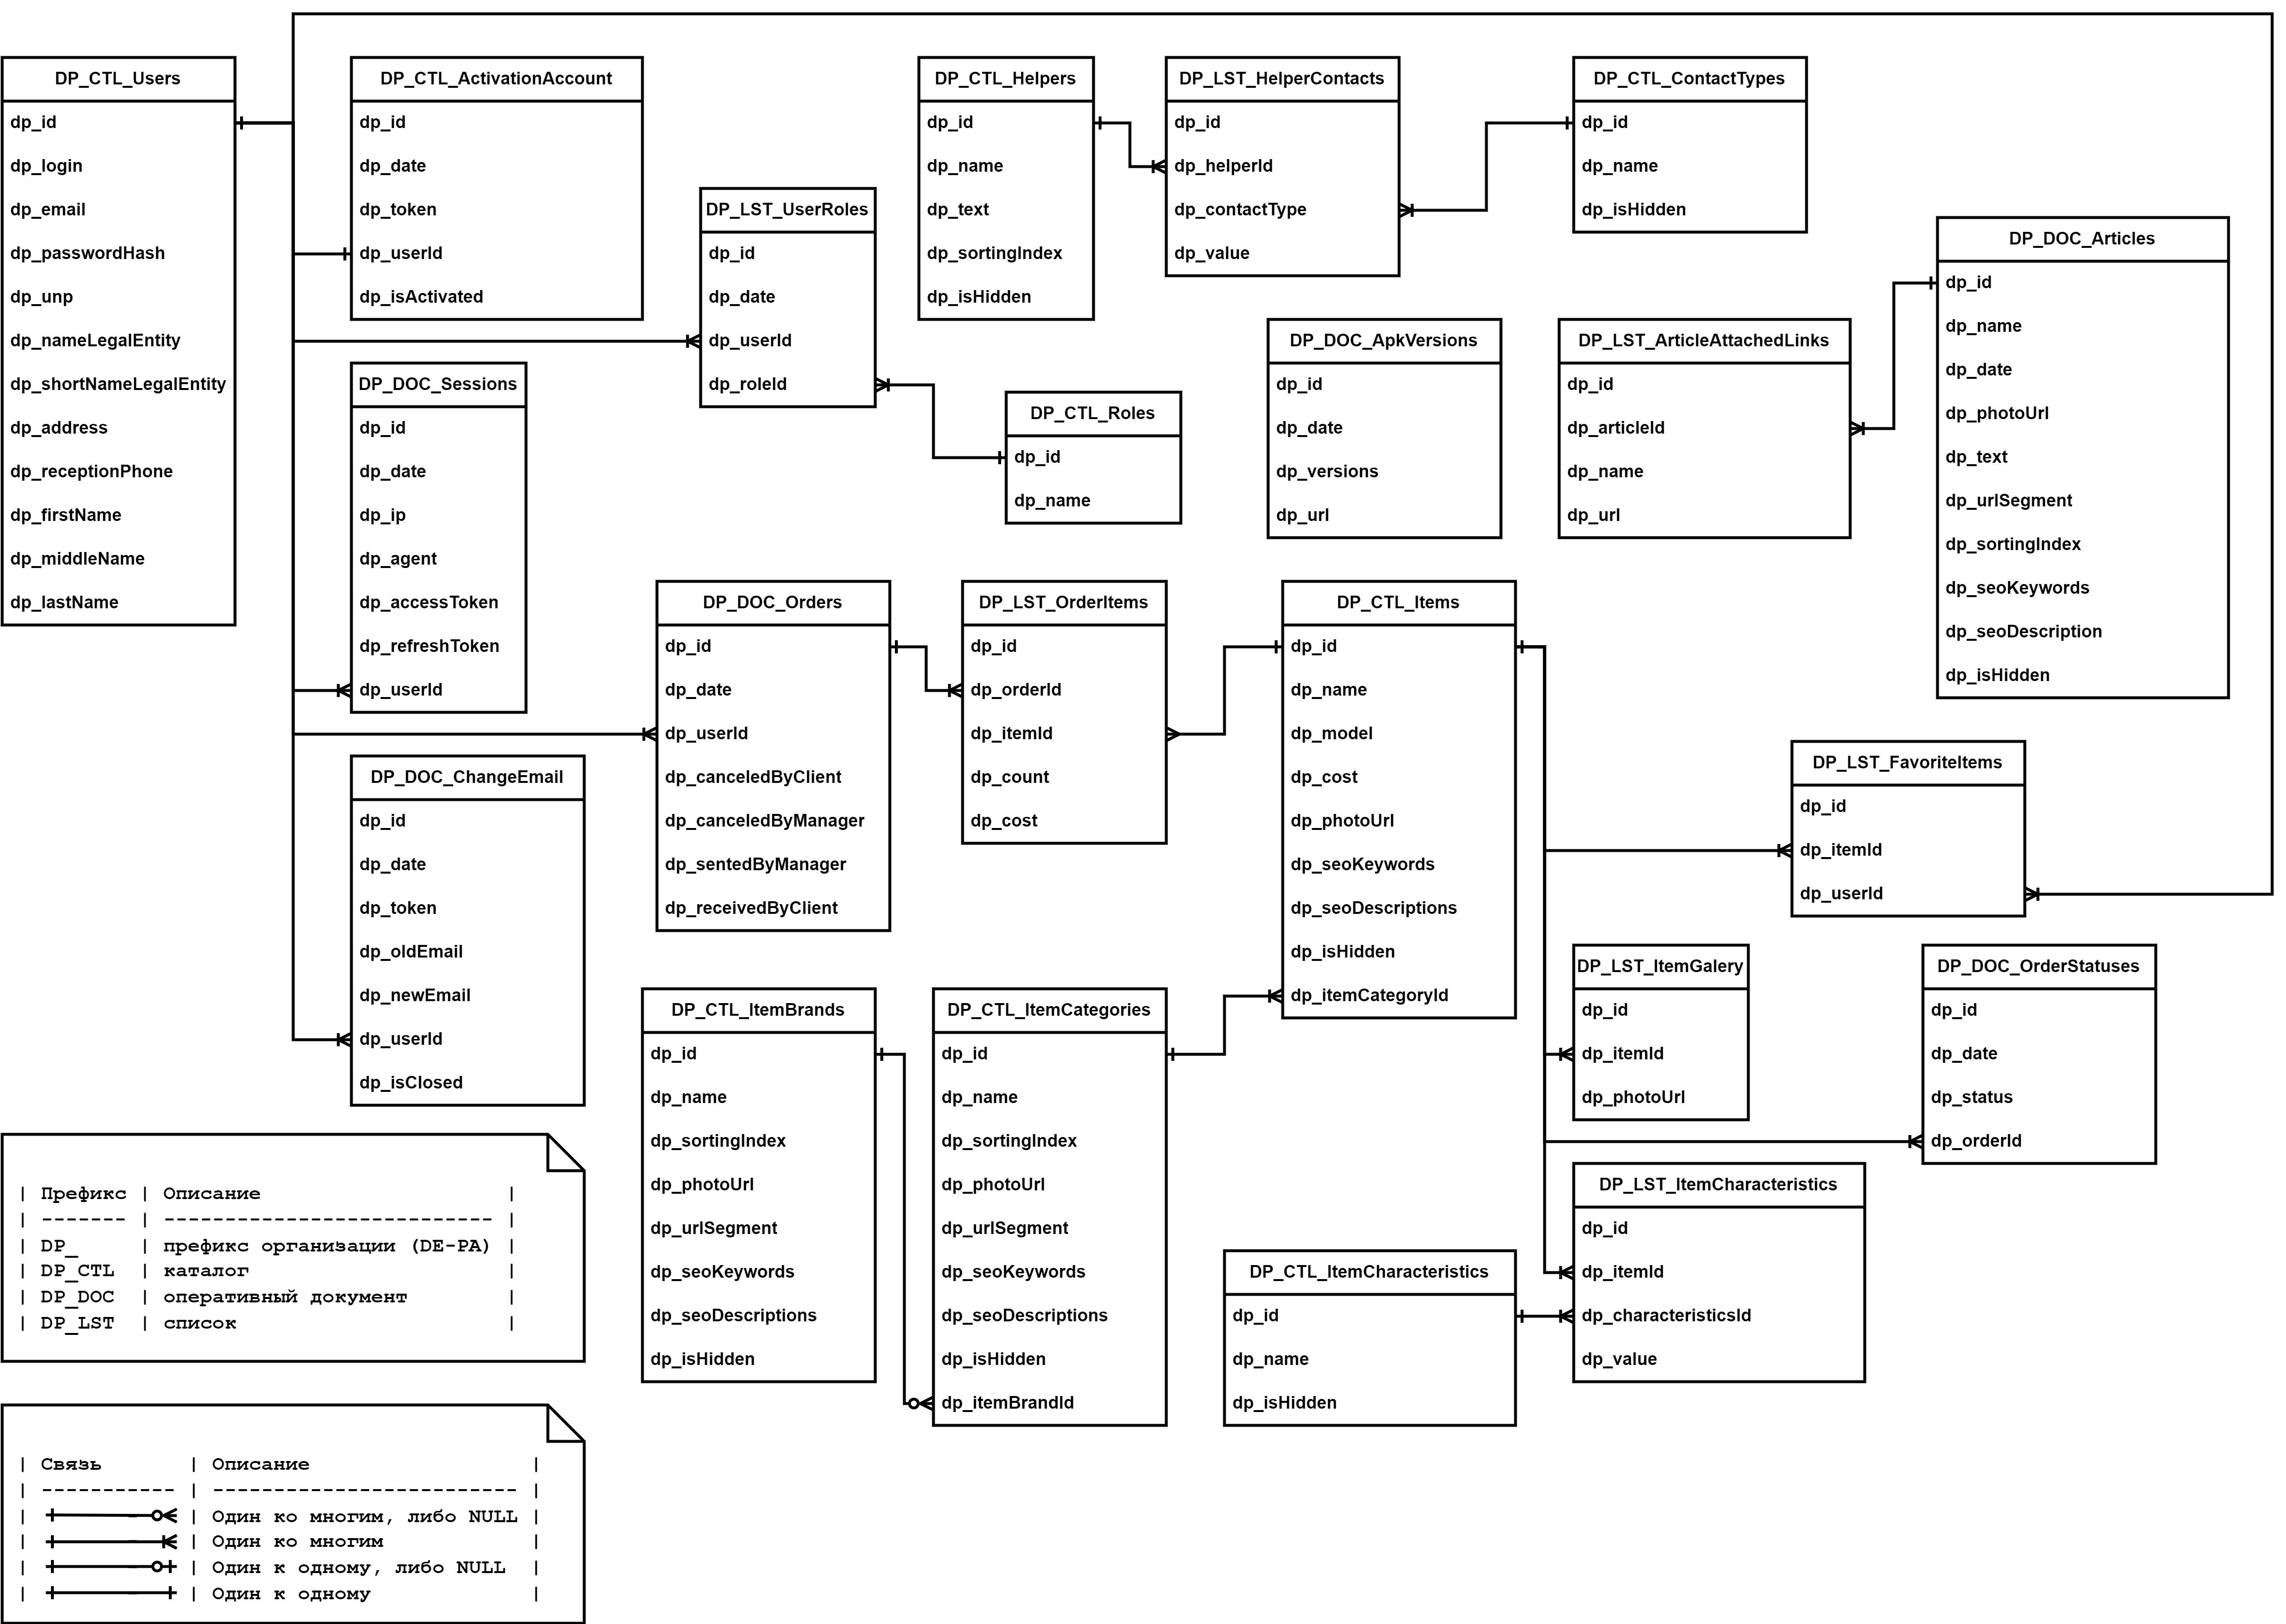 DP_CTL_Users
dp_id
dp_login
dp_email
dp_passwordHash
dp_unp
dp_nameLegalEntity
dp_shortNameLegalEntity
dp_address
dp_receptionPhone
dp_firstName
dp_middleName
dp_lastName
DP_CTL_ActivationAccount
dp_id
dp_date
dp_token
dp_userId
dp_isActivated
DP_LST_UserRoles
dp_id
dp_date
dp_userId
dp_roleId
DP_CTL_Helpers
dp_id
dp_name
dp_text
dp_sortingIndex
dp_isHidden
DP_LST_HelperContacts
dp_id
dp_helperId
dp_contactType
dp_value
DP_CTL_ContactTypes
dp_id
dp_name
dp_isHidden
DP_DOC_Articles
dp_id
dp_name
dp_date
dp_photoUrl
dp_text
dp_urlSegment
dp_sortingIndex
dp_seoKeywords
dp_seoDescription
dp_isHidden
DP_DOC_Sessions
dp_id
dp_date
dp_ip
dp_agent
dp_accessToken
dp_refreshToken
dp_userId
DP_CTL_Roles
dp_id
dp_name
DP_DOC_ApkVersions
dp_id
dp_date
dp_versions
dp_url
DP_LST_ArticleAttachedLinks
dp_id
dp_articleId
dp_name
dp_url
DP_DOC_Orders
dp_id
dp_date
dp_userId
dp_canceledByClient
dp_canceledByManager
dp_sentedByManager
dp_receivedByClient
DP_LST_OrderItems
dp_id
dp_orderId
dp_itemId
dp_count
dp_cost
DP_CTL_Items
dp_id
dp_name
dp_model
dp_cost
dp_photoUrl
dp_seoKeywords
dp_seoDescriptions
dp_isHidden
dp_itemCategoryId
DP_LST_FavoriteItems
dp_id
dp_itemId
dp_userId
DP_DOC_ChangeEmail
dp_id
dp_date
dp_token
dp_oldEmail
dp_newEmail
dp_userId
dp_isClosed
DP_CTL_ItemBrands
dp_id
dp_name
dp_sortingIndex
dp_photoUrl
dp_urlSegment
dp_seoKeywords
dp_seoDescriptions
dp_isHidden
DP_CTL_ItemCategories
dp_id
dp_name
dp_sortingIndex
dp_photoUrl
dp_urlSegment
dp_seoKeywords
dp_seoDescriptions
dp_isHidden
dp_itemBrandId
DP_LST_ItemGalery
dp_id
dp_itemId
dp_photoUrl
DP_DOC_OrderStatuses
dp_id
dp_date
dp_status
dp_orderId
DP_LST_ItemCharacteristics
dp_id
dp_itemId
dp_characteristicsId
dp_value
DP_CTL_ItemCharacteristics
dp_id
dp_name
dp_isHidden
| Префикс | Описание |
| ------- | --------------------------- |
| DP_ | префикс организации (DE-PA) |
| DP_CTL | каталог |
| DP_DOC | оперативный документ |
| DP_LST | список |
| Связь | Описание |
| ----------- | ------------------------- |
| | Один ко многим, либо NULL |
| | Один ко многим |
| | Один к одному, либо NULL |
| | Один к одному |